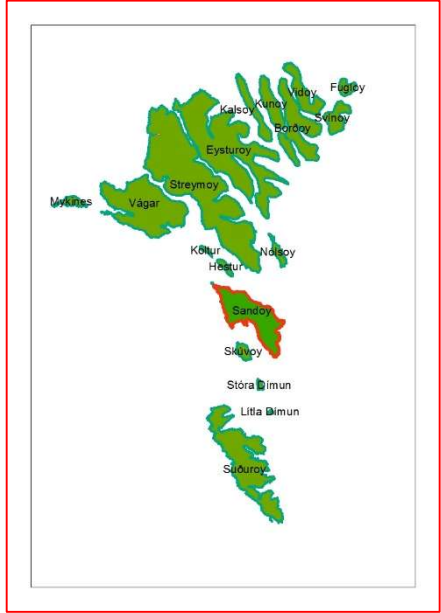 Fugloy
Viðoy
Kunoy
Kalsoy
Svínoy
Borðoy
Eysturoy
Streymoy
Mykines
Vágar
Koltur
Nólsoy
Hestur
Sandoy
Skúvoy
Stóra Dímun
Lítla Dímun
Suðuroy